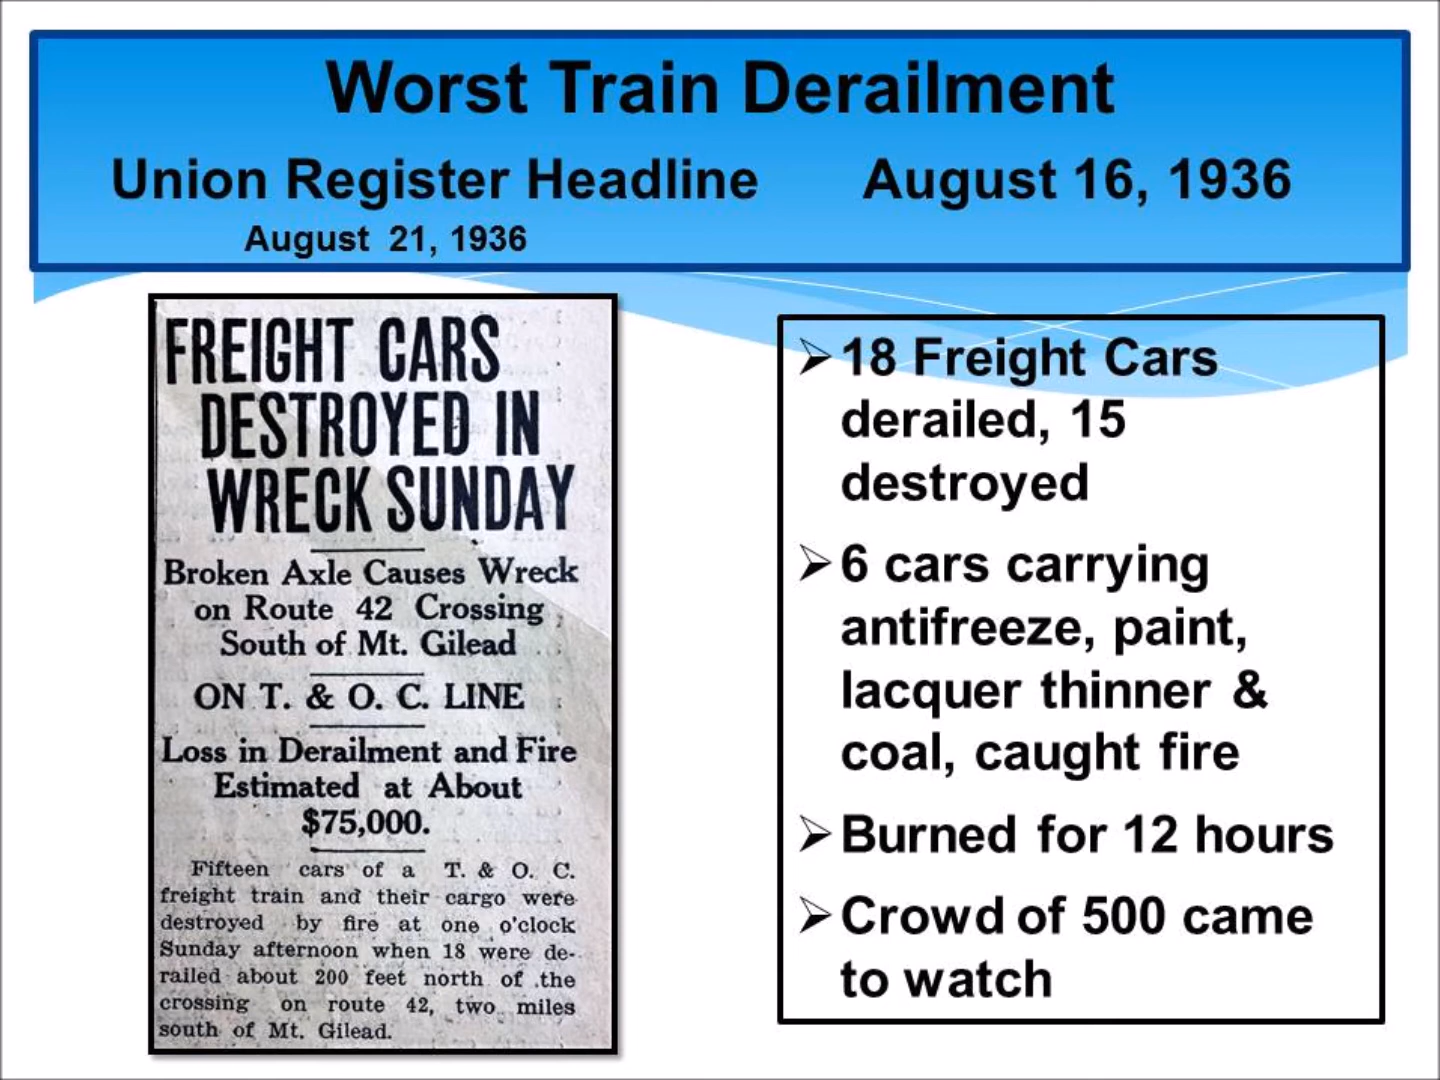 Worst Train Derailment
Union Register Headline August 16, 1936
August 21, 1936
FREIGHT CARS
DESTROYED IN
WRECK SUNDAY
Broken Axle Causes Wreck
on Route 42 Crossing
South of Mt. Gilead
ON T. & O. C. LINE
Loss in Derailment and Fire
Estimated at About
$75,000.
Fifteen cars of a T. & O. C.
freight train and their cargo were
destroyed by fire at one o'clock
Sunday afternoon when 18 were de-
railed about 200 feet north of the
crossing on route 42, two miles
south of Mt. Gilead.
18 Freight Cars
derailed, 15
destroyed
6 cars carrying
antifreeze, paint,
lacquer thinner &
coal, caught fire
Burned for 12 hours
Crowd of 500 came
to watch